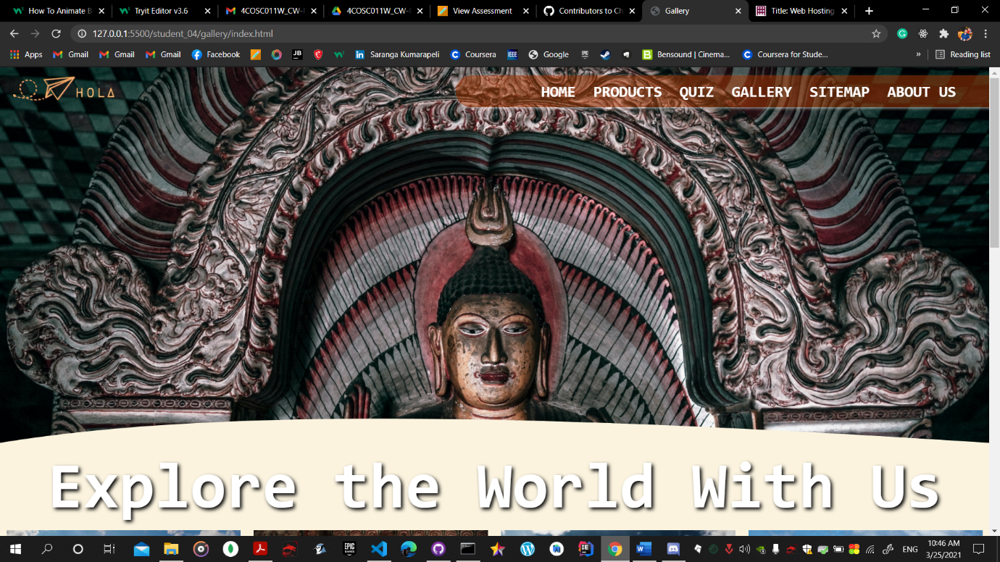 How To Animate B
Tryit Editor v3.6
4COSC011W_CW-
4COSC011W_CW-
View Assessment
Contributors to Ch
Gallery
Title: Web Hosting
127.0.0.1:5500/student_04/gallery/index.html
Apps
Gmail
Gmail
Gmail
Facebook
JB
Saranga Kumarapeli
Coursera
IEEE
Google
Bensound | Cinema...
Coursera for Stude...
»
Reading list
HOLA
HOME PRODUCTS QUIZ GALLERY SITEMAP ABOUT US
Explore the World With Us
ENG
10:46 AM
3/25/2021